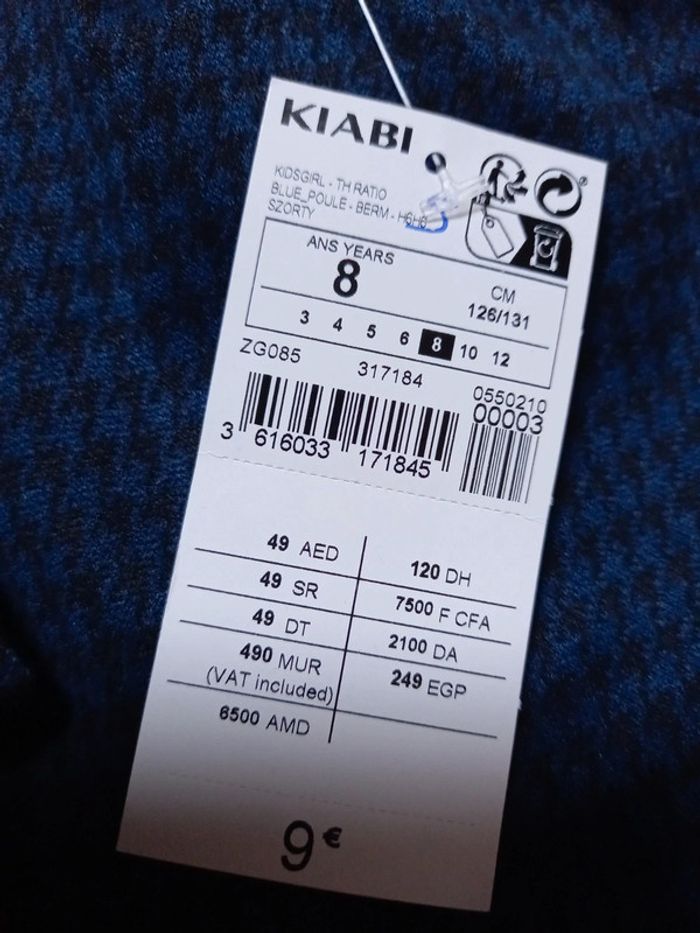 KIABI
KIDSGIRL - TH RATIO
BLUE_POULE - BERM - H6H6
SZORTY
ANS YEARS
8
CM
126/131
3 4 5 6 8 10 12
ZG085
317184
0550210
00003
3 616033 171845
49 AED
120 DH
49 SR
7500 F CFA
49 DT
2100 DA
490 MUR
(VAT included)
249 EGP
6500 AMD
9€